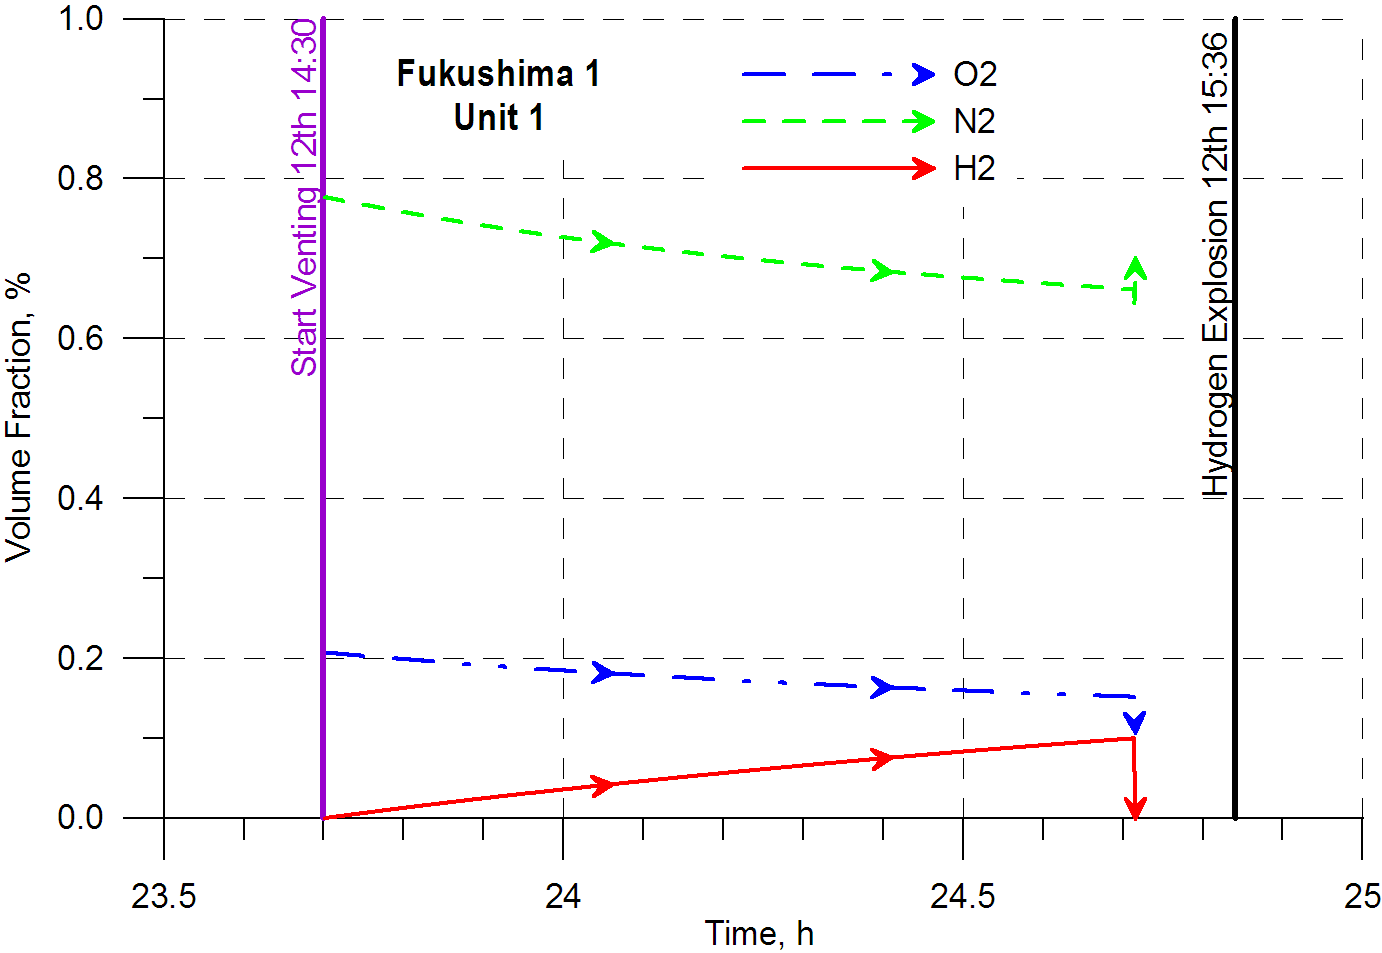 1.0
0.8
0.6
0.4
0.2
0.0
Volume Fraction, %
Start Venting 12th 14:30
Fukushima 1
Unit 1
O2
N2
H2
Hydrogen Explosion 12th 15:36
23.5
24
24.5
25
Time, h